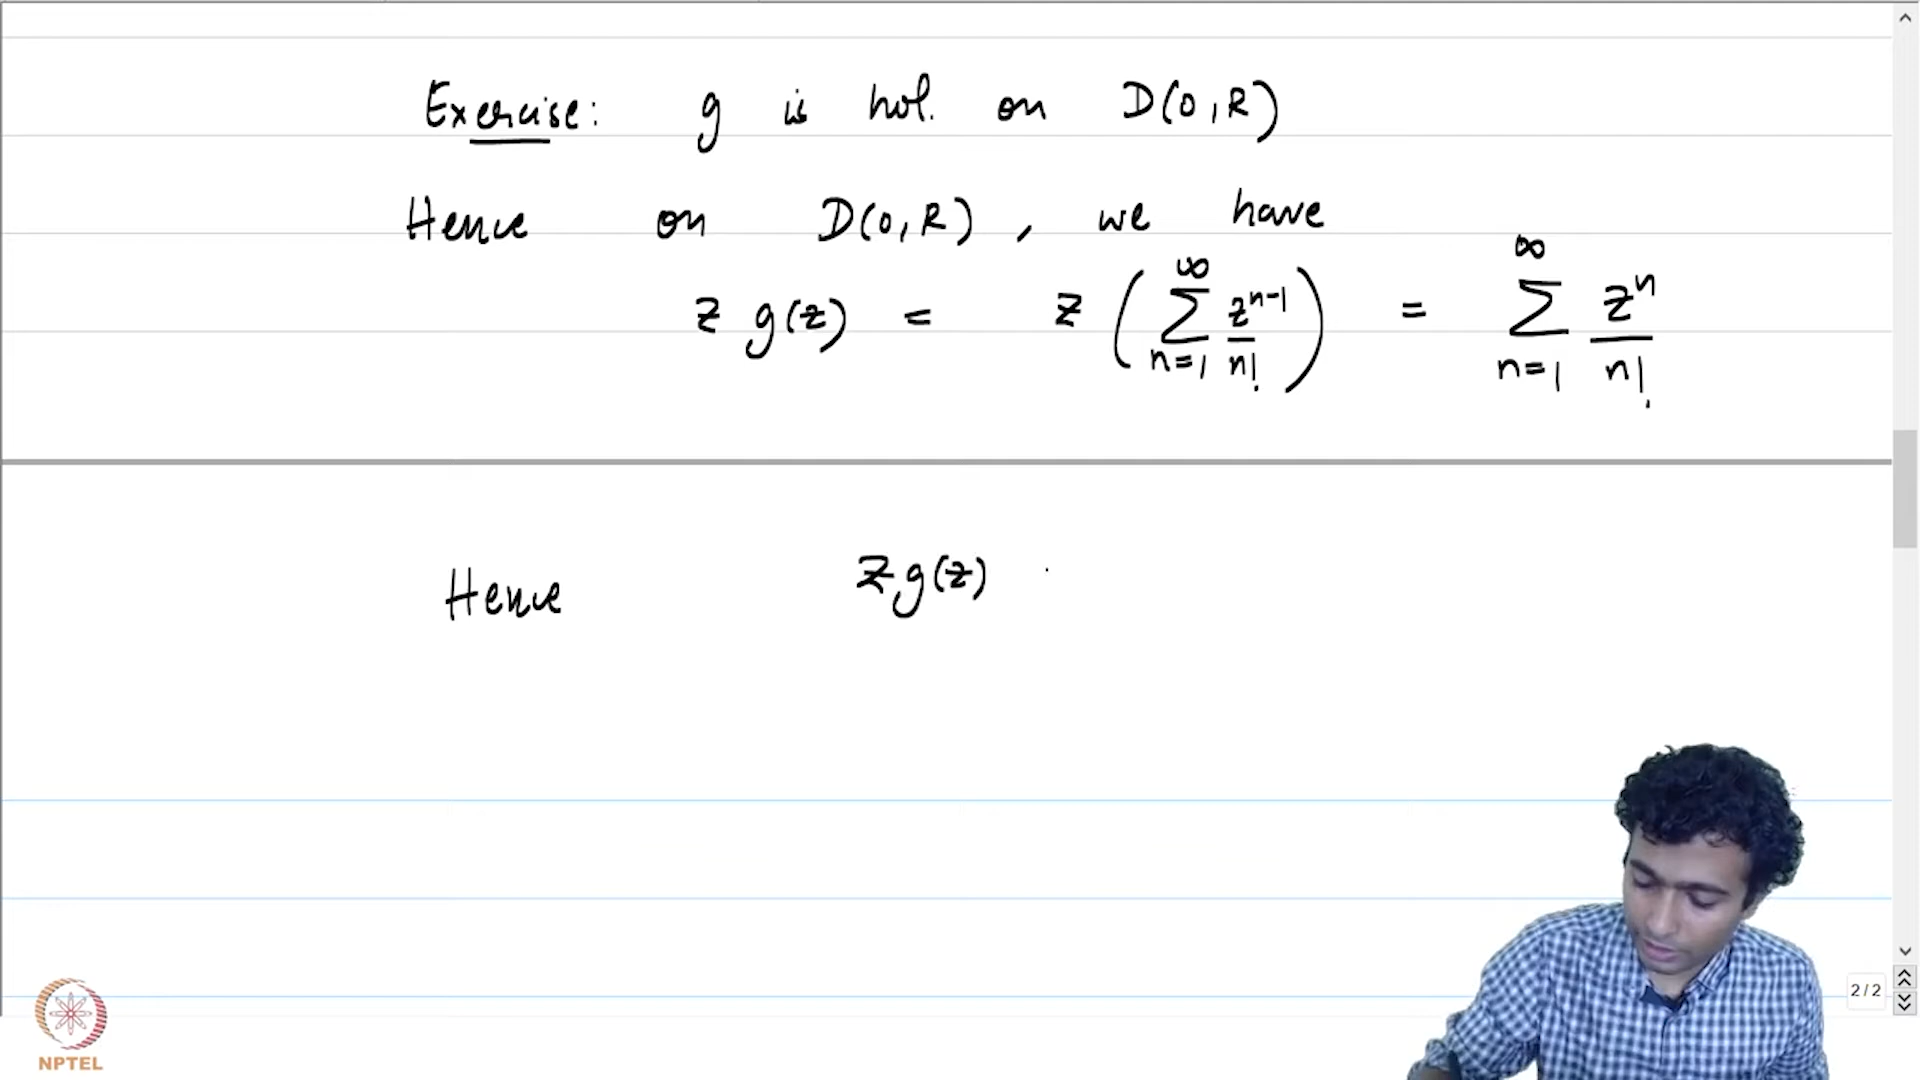 Exercise: g is hol. on D(0,R)
Hence on D(0,R), we have
z g(z) = z ( ∑_{n=1}^{∞} z^{n-1}/n! ) = ∑_{n=1}^{∞} z^n/n!
Hence z g(z)
2 / 2
NPTEL